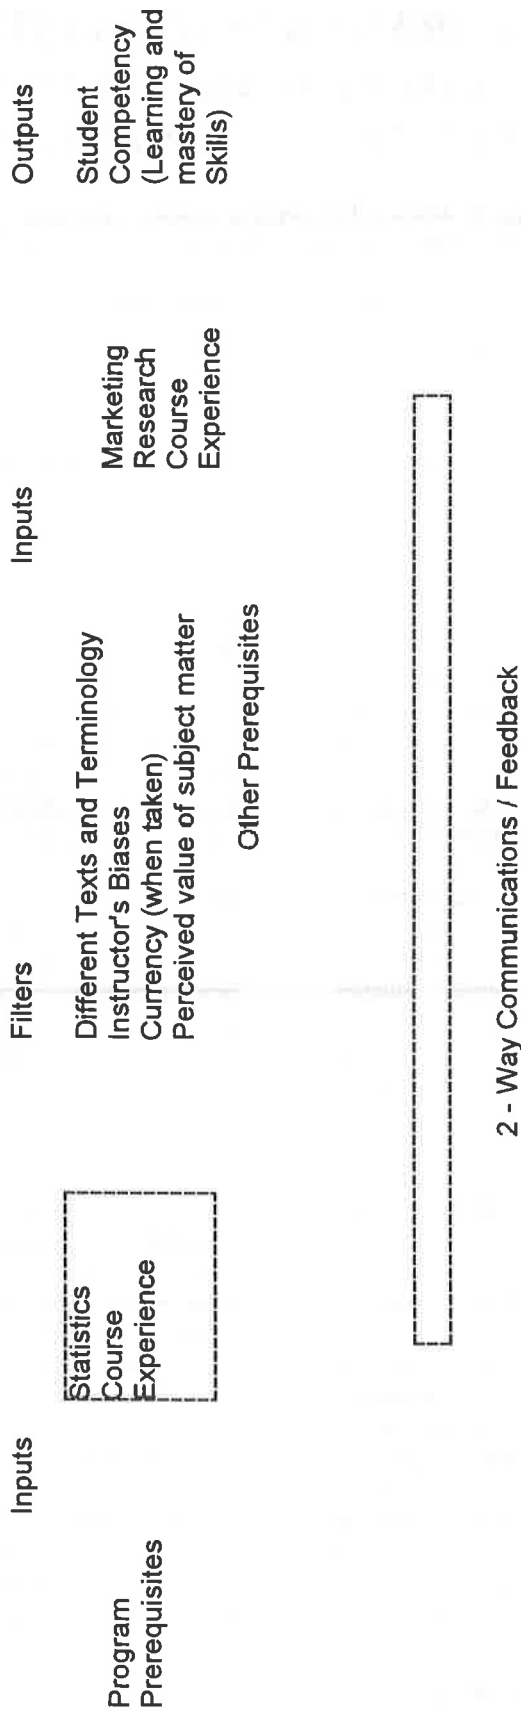 Inputs
Filters
Inputs
Outputs
Program
Prerequisites
Statistics
Course
Experience
Different Texts and Terminology
Instructor's Biases
Currency (when taken)
Perceived value of subject matter
Other Prerequisites
Marketing
Research
Course
Experience
Student
Competency
(Learning and
mastery of
Skills)
2 - Way Communications / Feedback